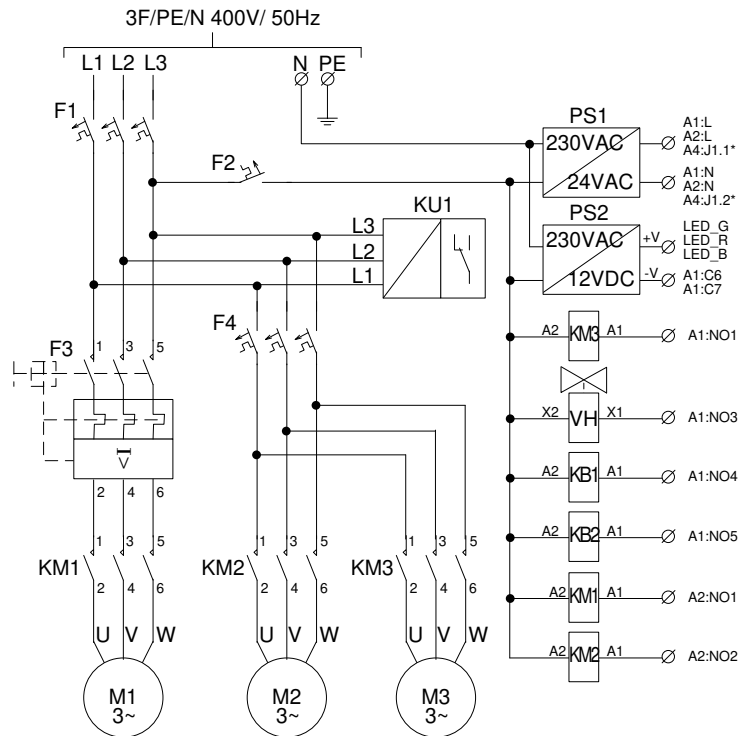 3F/PE/N 400V/ 50Hz
L1 L2 L3
N PE
F1
F2
PS1
230VAC
24VAC
A1:L
A2:L
A4:J1.1*
A1:N
A2:N
A4:J1.2*
KU1
L3
L2
L1
PS2
230VAC
12VDC
+V
-V
LED_G
LED_R
LED_B
A1:C6
A1:C7
F4
F3
1 3 5
2 4 6
A2 KM3 A1 A1:NO1
X2 VH X1 A1:NO3
A2 KB1 A1 A1:NO4
A2 KB2 A1 A1:NO5
A2 KM1 A1 A2:NO1
A2 KM2 A1 A2:NO2
KM1
1 3 5
2 4 6
KM2
1 3 5
2 4 6
KM3
1 3 5
2 4 6
U V W
U V W
U V W
M1
3~
M2
3~
M3
3~